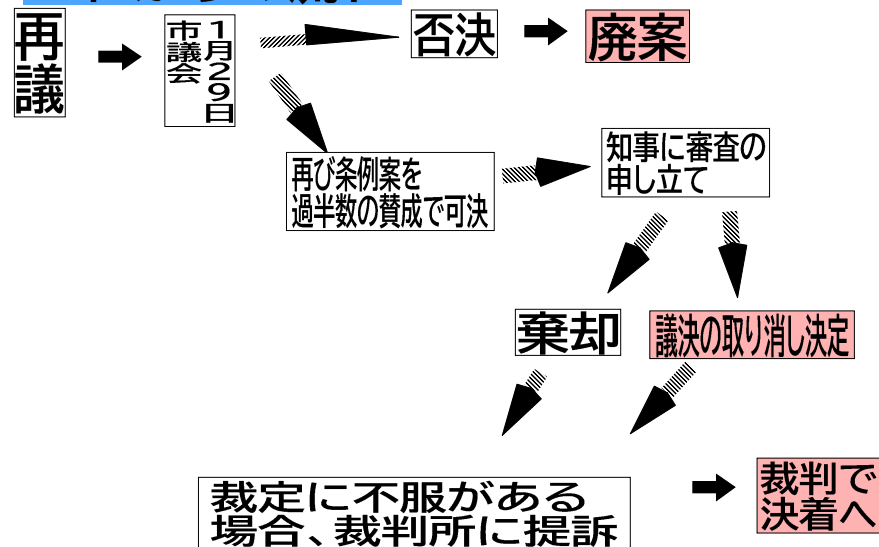 再議
1月29日
市議会
否決
廃案
再び条例案を
過半数の賛成で可決
知事に審査の
申し立て
棄却
議決の取り消し決定
裁定に不服がある
場合、裁判所に提訴
裁判で
決着へ